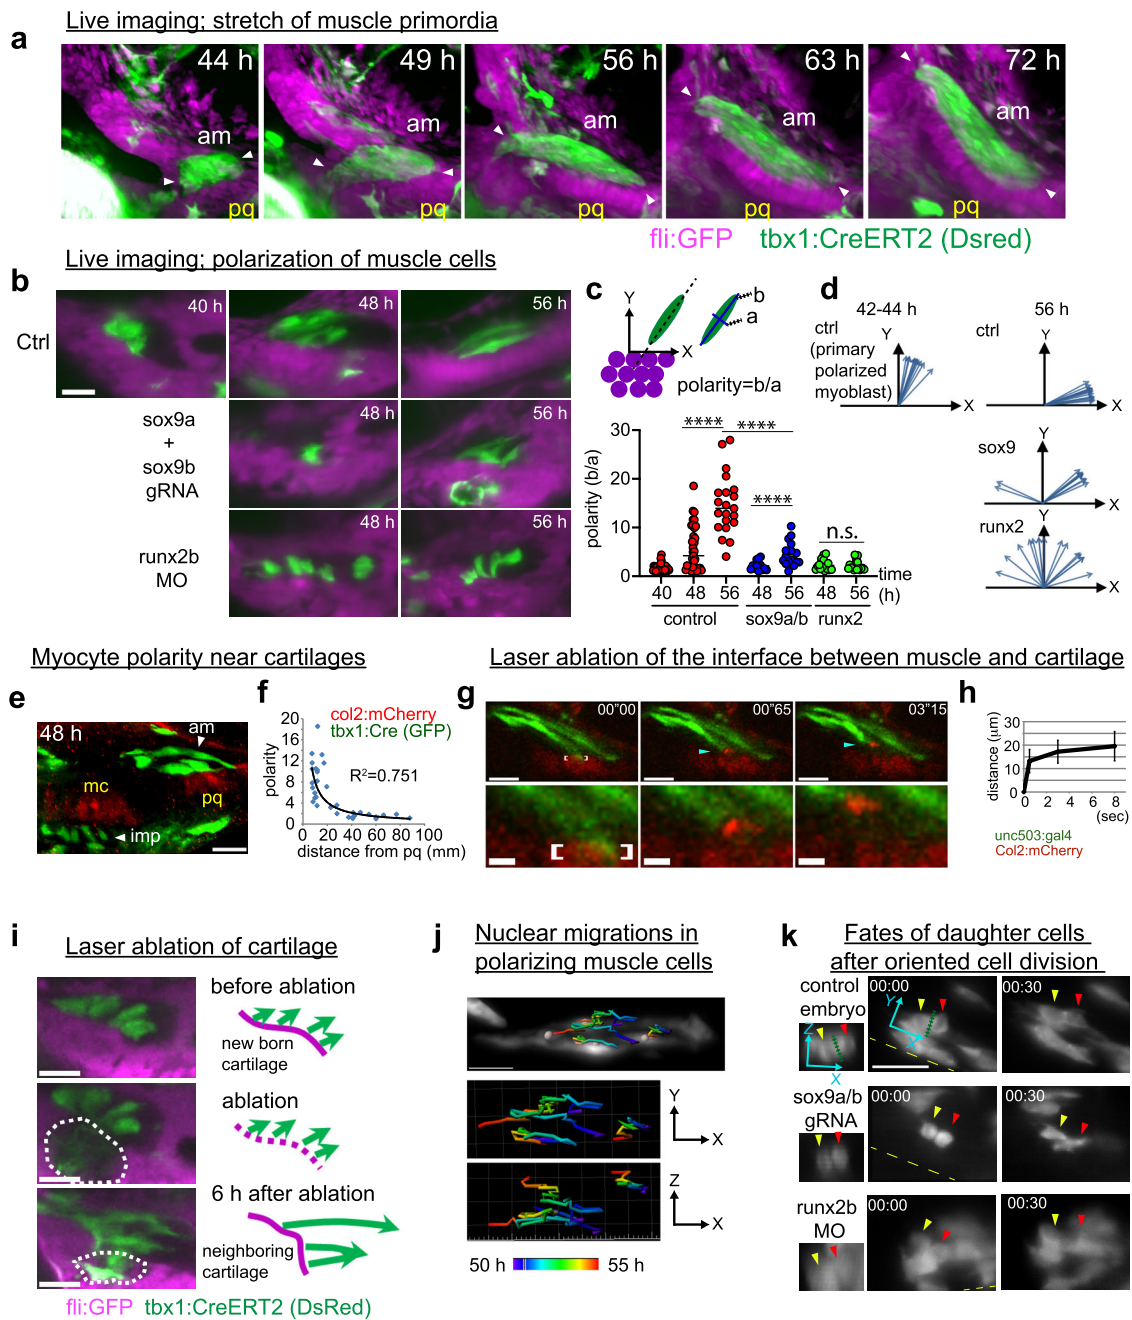 Live imaging; stretch of muscle primordia
a
44 h
49 h
56 h
63 h
72 h
am
am
am
am
am
pq
pq
pq
pq
pq
fli:GFP tbx1:CreERT2 (Dsred)
Live imaging; polarization of muscle cells
b
Ctrl
40 h
48 h
56 h
sox9a
+
sox9b
gRNA
48 h
56 h
runx2b
MO
48 h
56 h
c
Y
X
b
a
polarity=b/a
polarity (b/a)
30
20
10
0
****
****
****
n.s.
40
48
56
48
56
48
56
time
(h)
control
sox9a/b
runx2
d
42-44 h
56 h
ctrl
(primary
polarized
myoblast)
Y
X
ctrl
Y
X
sox9
Y
X
runx2
Y
X
Myocyte polarity near cartilages
e
48 h
am
mc
pq
imp
f
col2:mCherry
tbx1:Cre (GFP)
R²=0.751
polarity
20
16
12
8
4
0
0
20
40
60
80
100
distance from pq (mm)
Laser ablation of the interface between muscle and cartilage
g
00"00
00"65
03"15
h
distance (µm)
30
20
10
0
0
2
4
6
8
(sec)
unc503:gal4
Col2:mCherry
i
Laser ablation of cartilage
before ablation
new born
cartilage
ablation
6 h after ablation
neighboring
cartilage
fli:GFP tbx1:CreERT2 (DsRed)
j
Nuclear migrations in
polarizing muscle cells
Y
X
Z
X
50 h
55 h
k
Fates of daughter cells
after oriented cell division
control
embryo
Z
X
00:00
Y
X
00:30
sox9a/b
gRNA
00:00
00:30
runx2b
MO
00:00
00:30